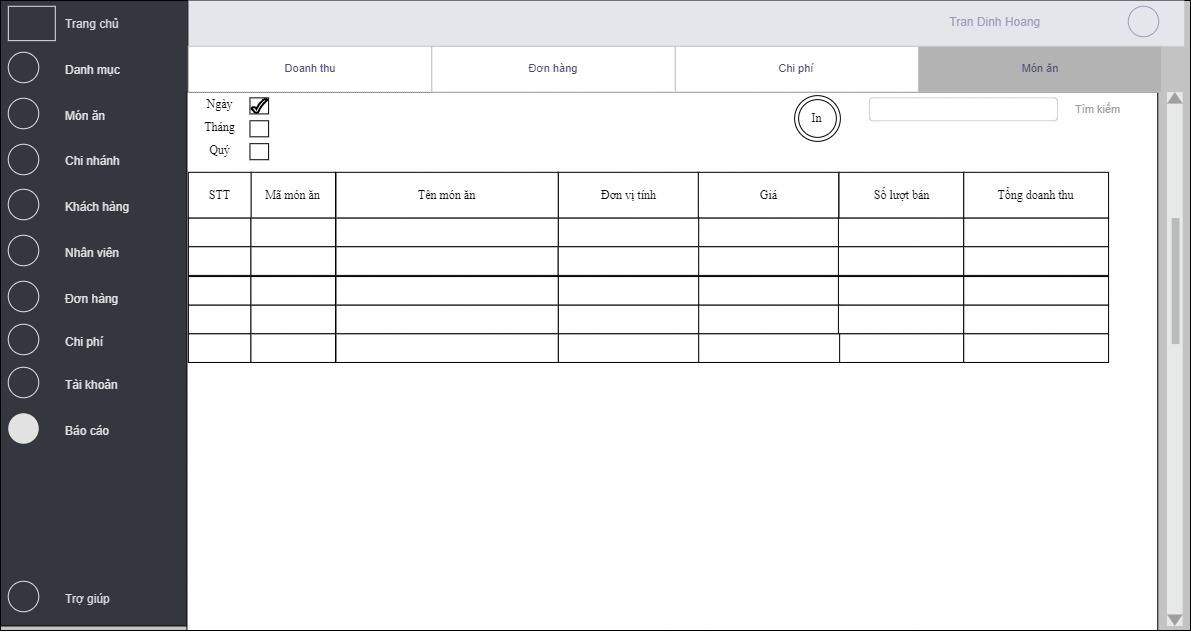 Trang chủ
Danh mục
Món ăn
Chi nhánh
Khách hàng
Nhân viên
Đơn hàng
Chi phí
Tài khoản
Báo cáo
Trợ giúp
Tran Dinh Hoang
Doanh thu
Đơn hàng
Chi phí
Món ăn
Ngày
Tháng
Quý
In
Tìm kiếm
STT Mã món ăn Tên món ăn Đơn vị tính Giá Số lượt bán Tổng doanh thu